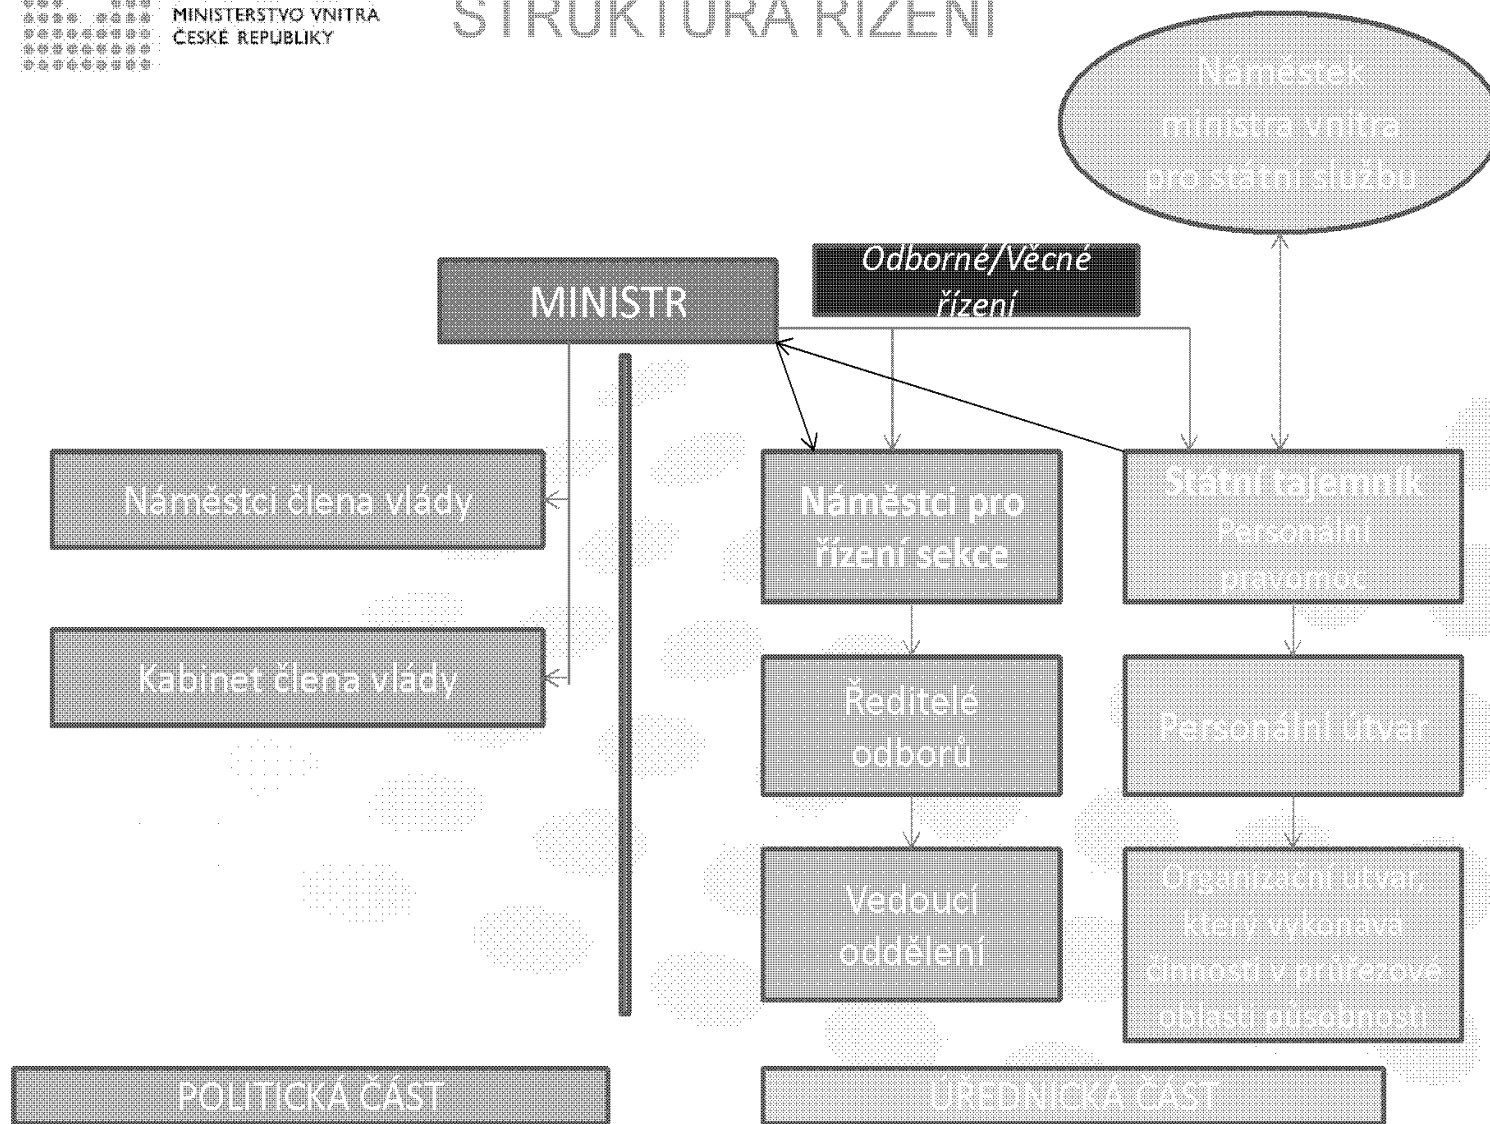 MINISTERSTVO VNITRA
ČESKÉ REPUBLIKY
STRUKTURA ŘÍZENÍ
Náměstek
ministra vnitra
pro státní službu
Odborné/Věcné
řízení
MINISTR
Náměstci člena vlády
Kabinet člena vlády
Náměstci pro
řízení sekce
Státní tajemník
Personální
pravomoc
Ředitelé
odborů
Personální útvar
Vedoucí
oddělení
Organizační útvar,
který vykonává
činnosti v průřezové
oblasti působnosti
POLITICKÁ ČÁST
ÚŘEDNICKÁ ČÁST